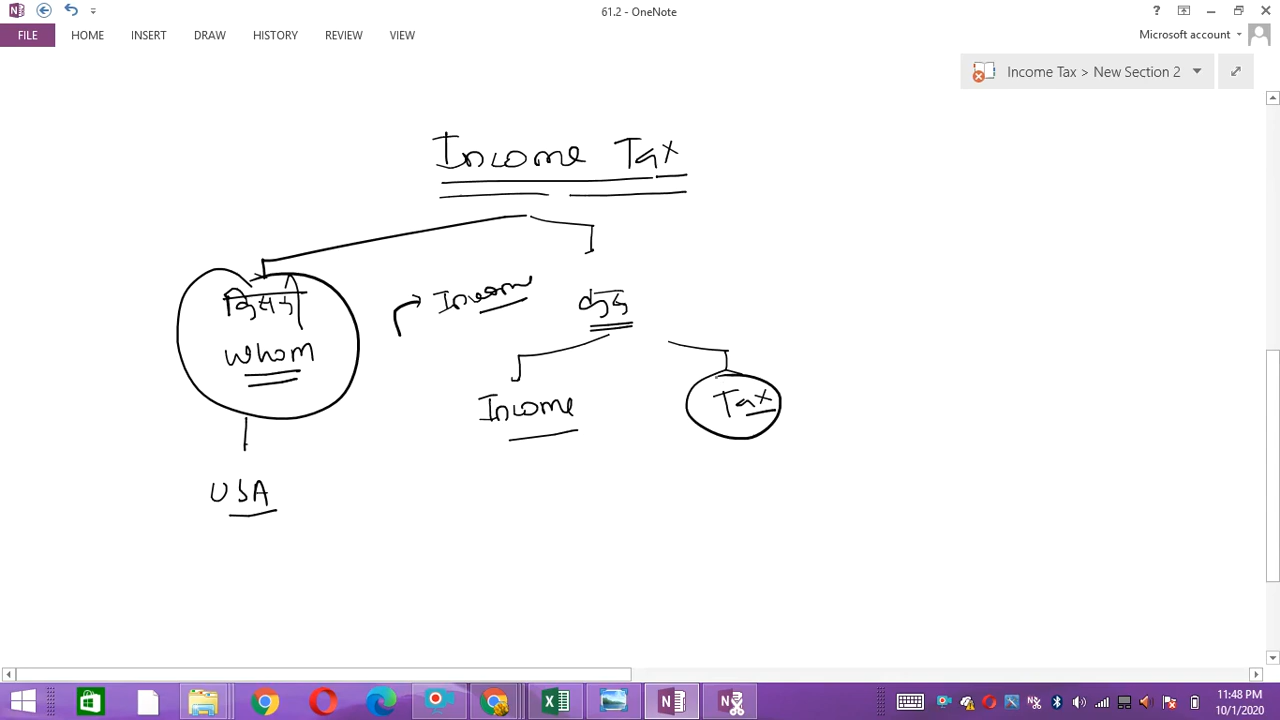 61.2 - OneNote
FILE HOME INSERT DRAW HISTORY REVIEW VIEW
Microsoft account
Income Tax > New Section 2
Income Tax
Income
Whom
Income
Tax
USA
11:48 PM
10/1/2020